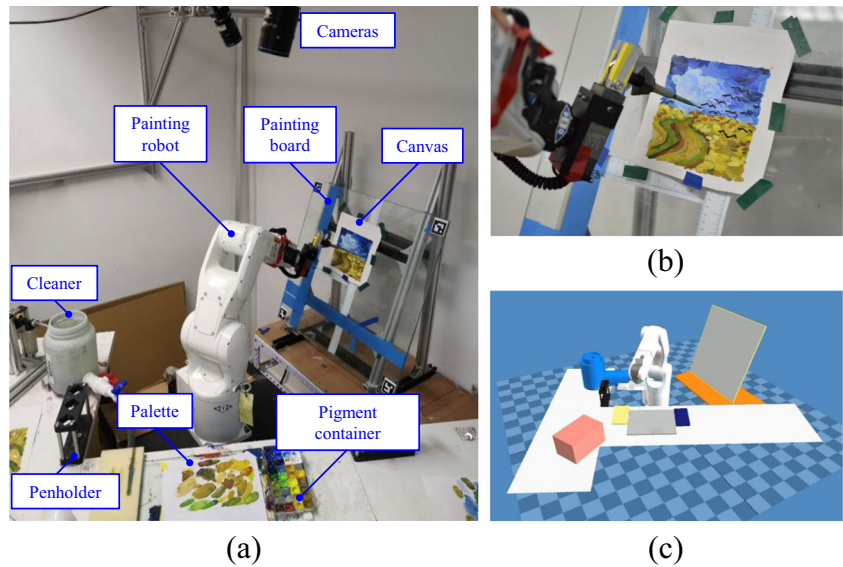 Cameras
Painting
robot
Painting
board
Canvas
Cleaner
Palette
Pigment
container
Penholder
(a)
(b)
(c)